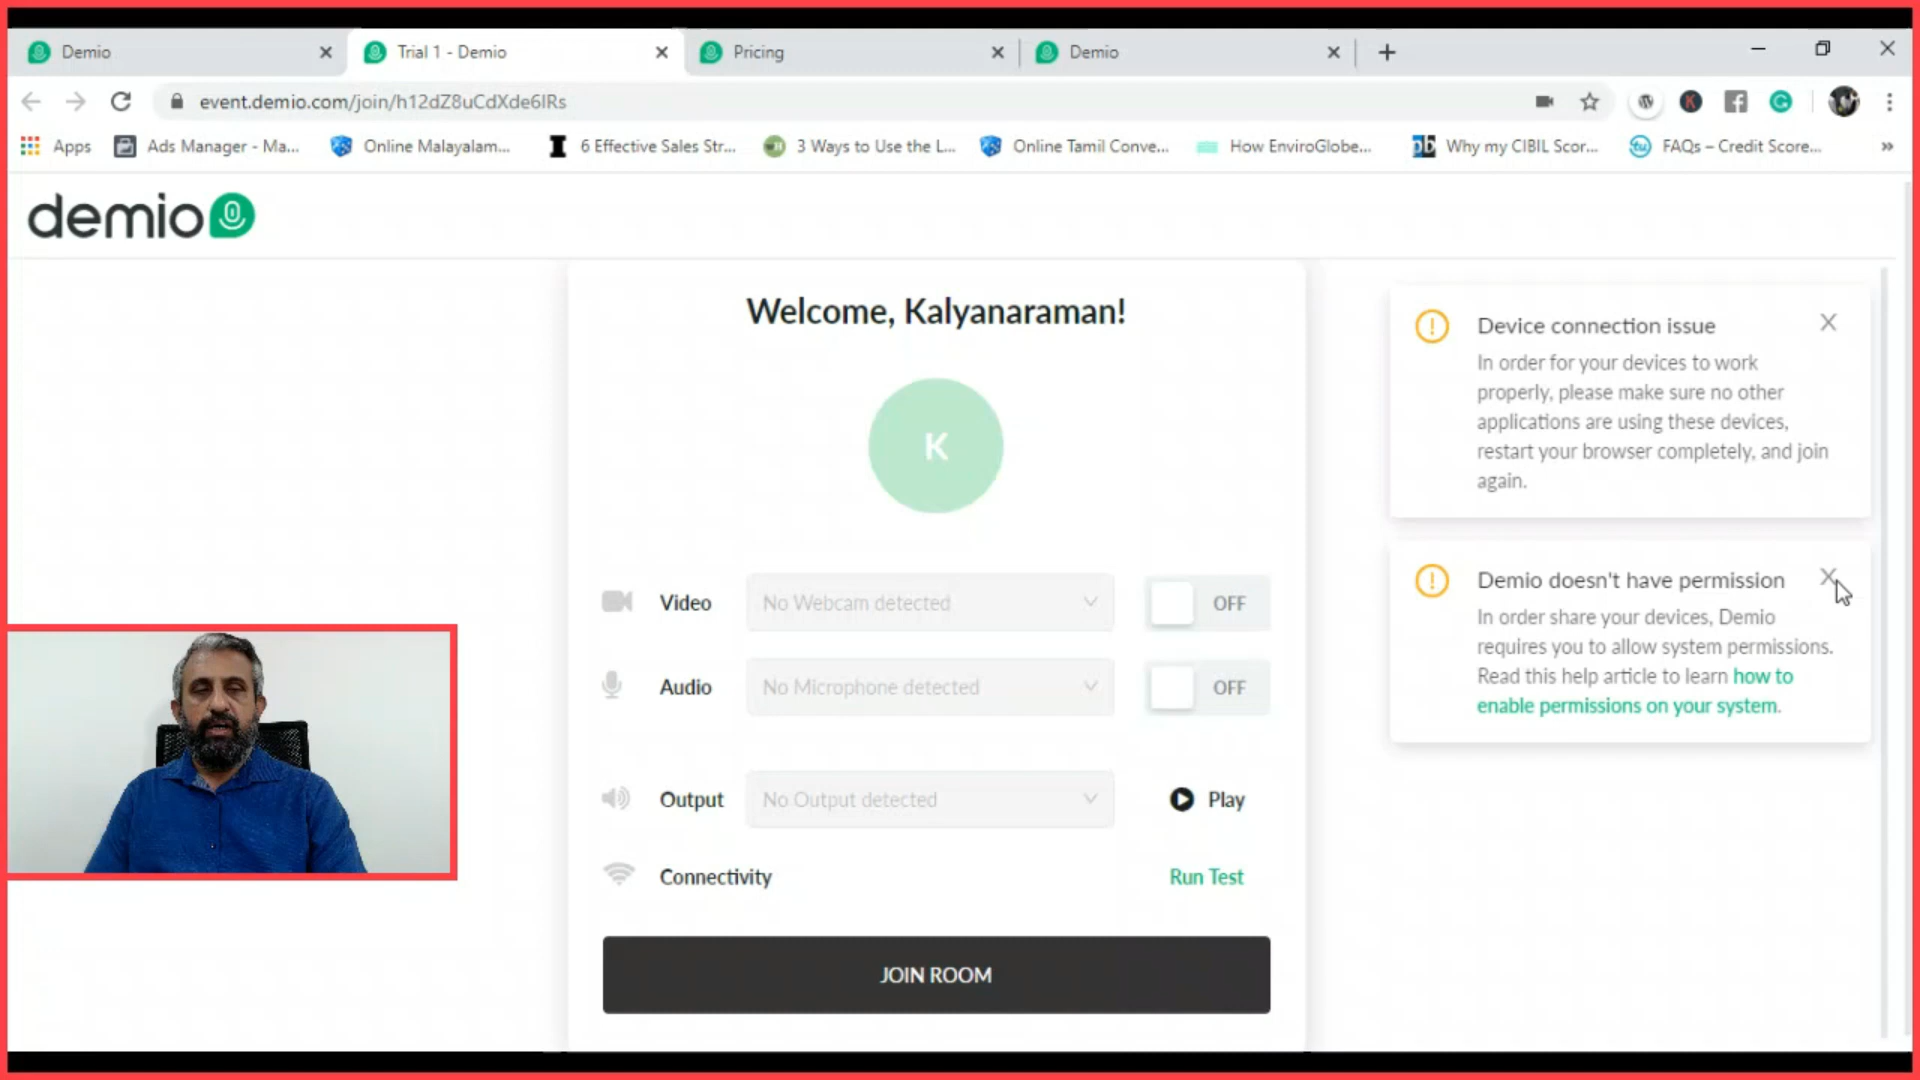 Demio
Trial 1 - Demio
Pricing
Demio
event.demio.com/join/h12dZ8uCdXde6IRs
Apps
Ads Manager - Ma...
Online Malayalam...
6 Effective Sales Str...
3 Ways to Use the L...
Online Tamil Conve...
How EnviroGlobe...
Why my CIBIL Scor...
FAQs – Credit Score...
demio
Welcome, Kalyanaraman!
K
Video
No Webcam detected
OFF
Audio
No Microphone detected
OFF
Output
No Output detected
Play
Connectivity
Run Test
JOIN ROOM
Device connection issue
In order for your devices to work
properly, please make sure no other
applications are using these devices,
restart your browser completely, and join
again.
Demio doesn't have permission
In order share your devices, Demio
requires you to allow system permissions.
Read this help article to learn how to
enable permissions on your system.